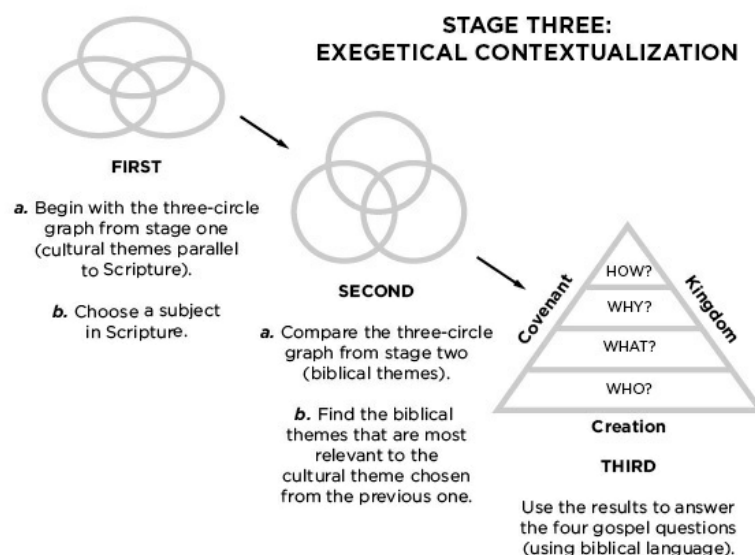 STAGE THREE:
EXEGETICAL CONTEXTUALIZATION
FIRST
a. Begin with the three-circle
graph from stage one
(cultural themes parallel
to Scripture).
b. Choose a subject
in Scripture.
SECOND
a. Compare the three-circle
graph from stage two
(biblical themes).
b. Find the biblical
themes that are most
relevant to the
cultural theme chosen
from the previous one.
Covenant
Kingdom
HOW?
WHY?
WHAT?
WHO?
Creation
THIRD
Use the results to answer
the four gospel questions
(using biblical language).